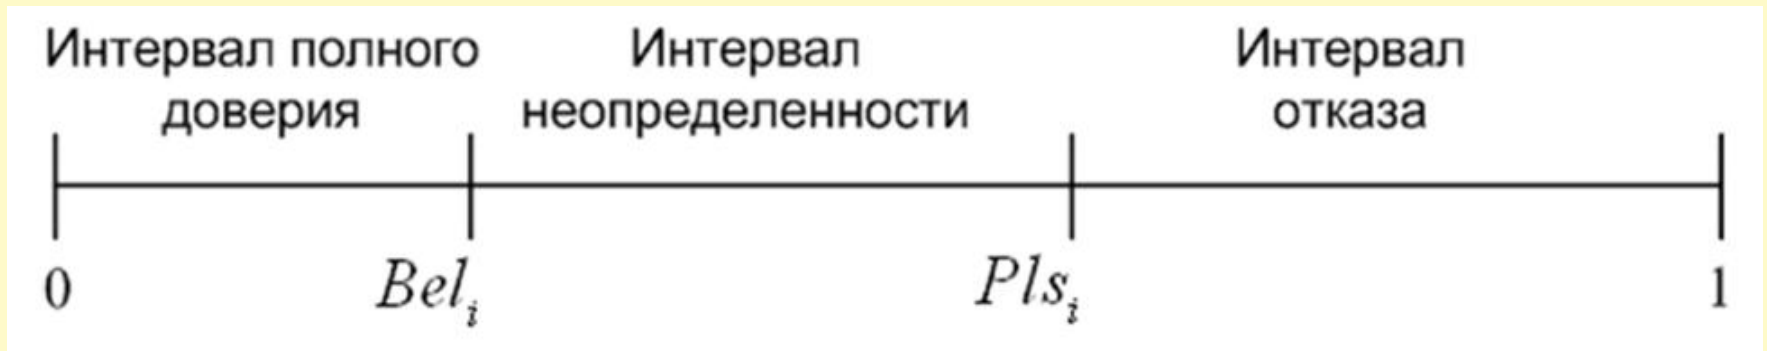 Интервал полного доверия
Интервал неопределенности
Интервал отказа
0
Bel_i
Pls_i
1